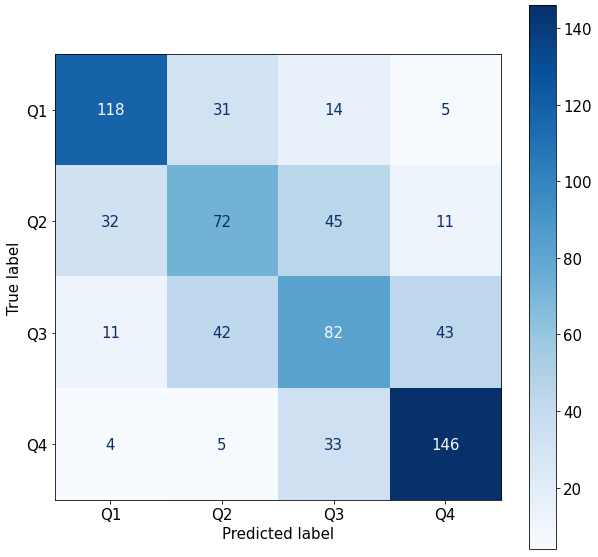 Q1 118 31 14 5
Q2 32 72 45 11
Q3 11 42 82 43
Q4 4 5 33 146
Q1 Q2 Q3 Q4
Predicted label
True label
140
120
100
80
60
40
20